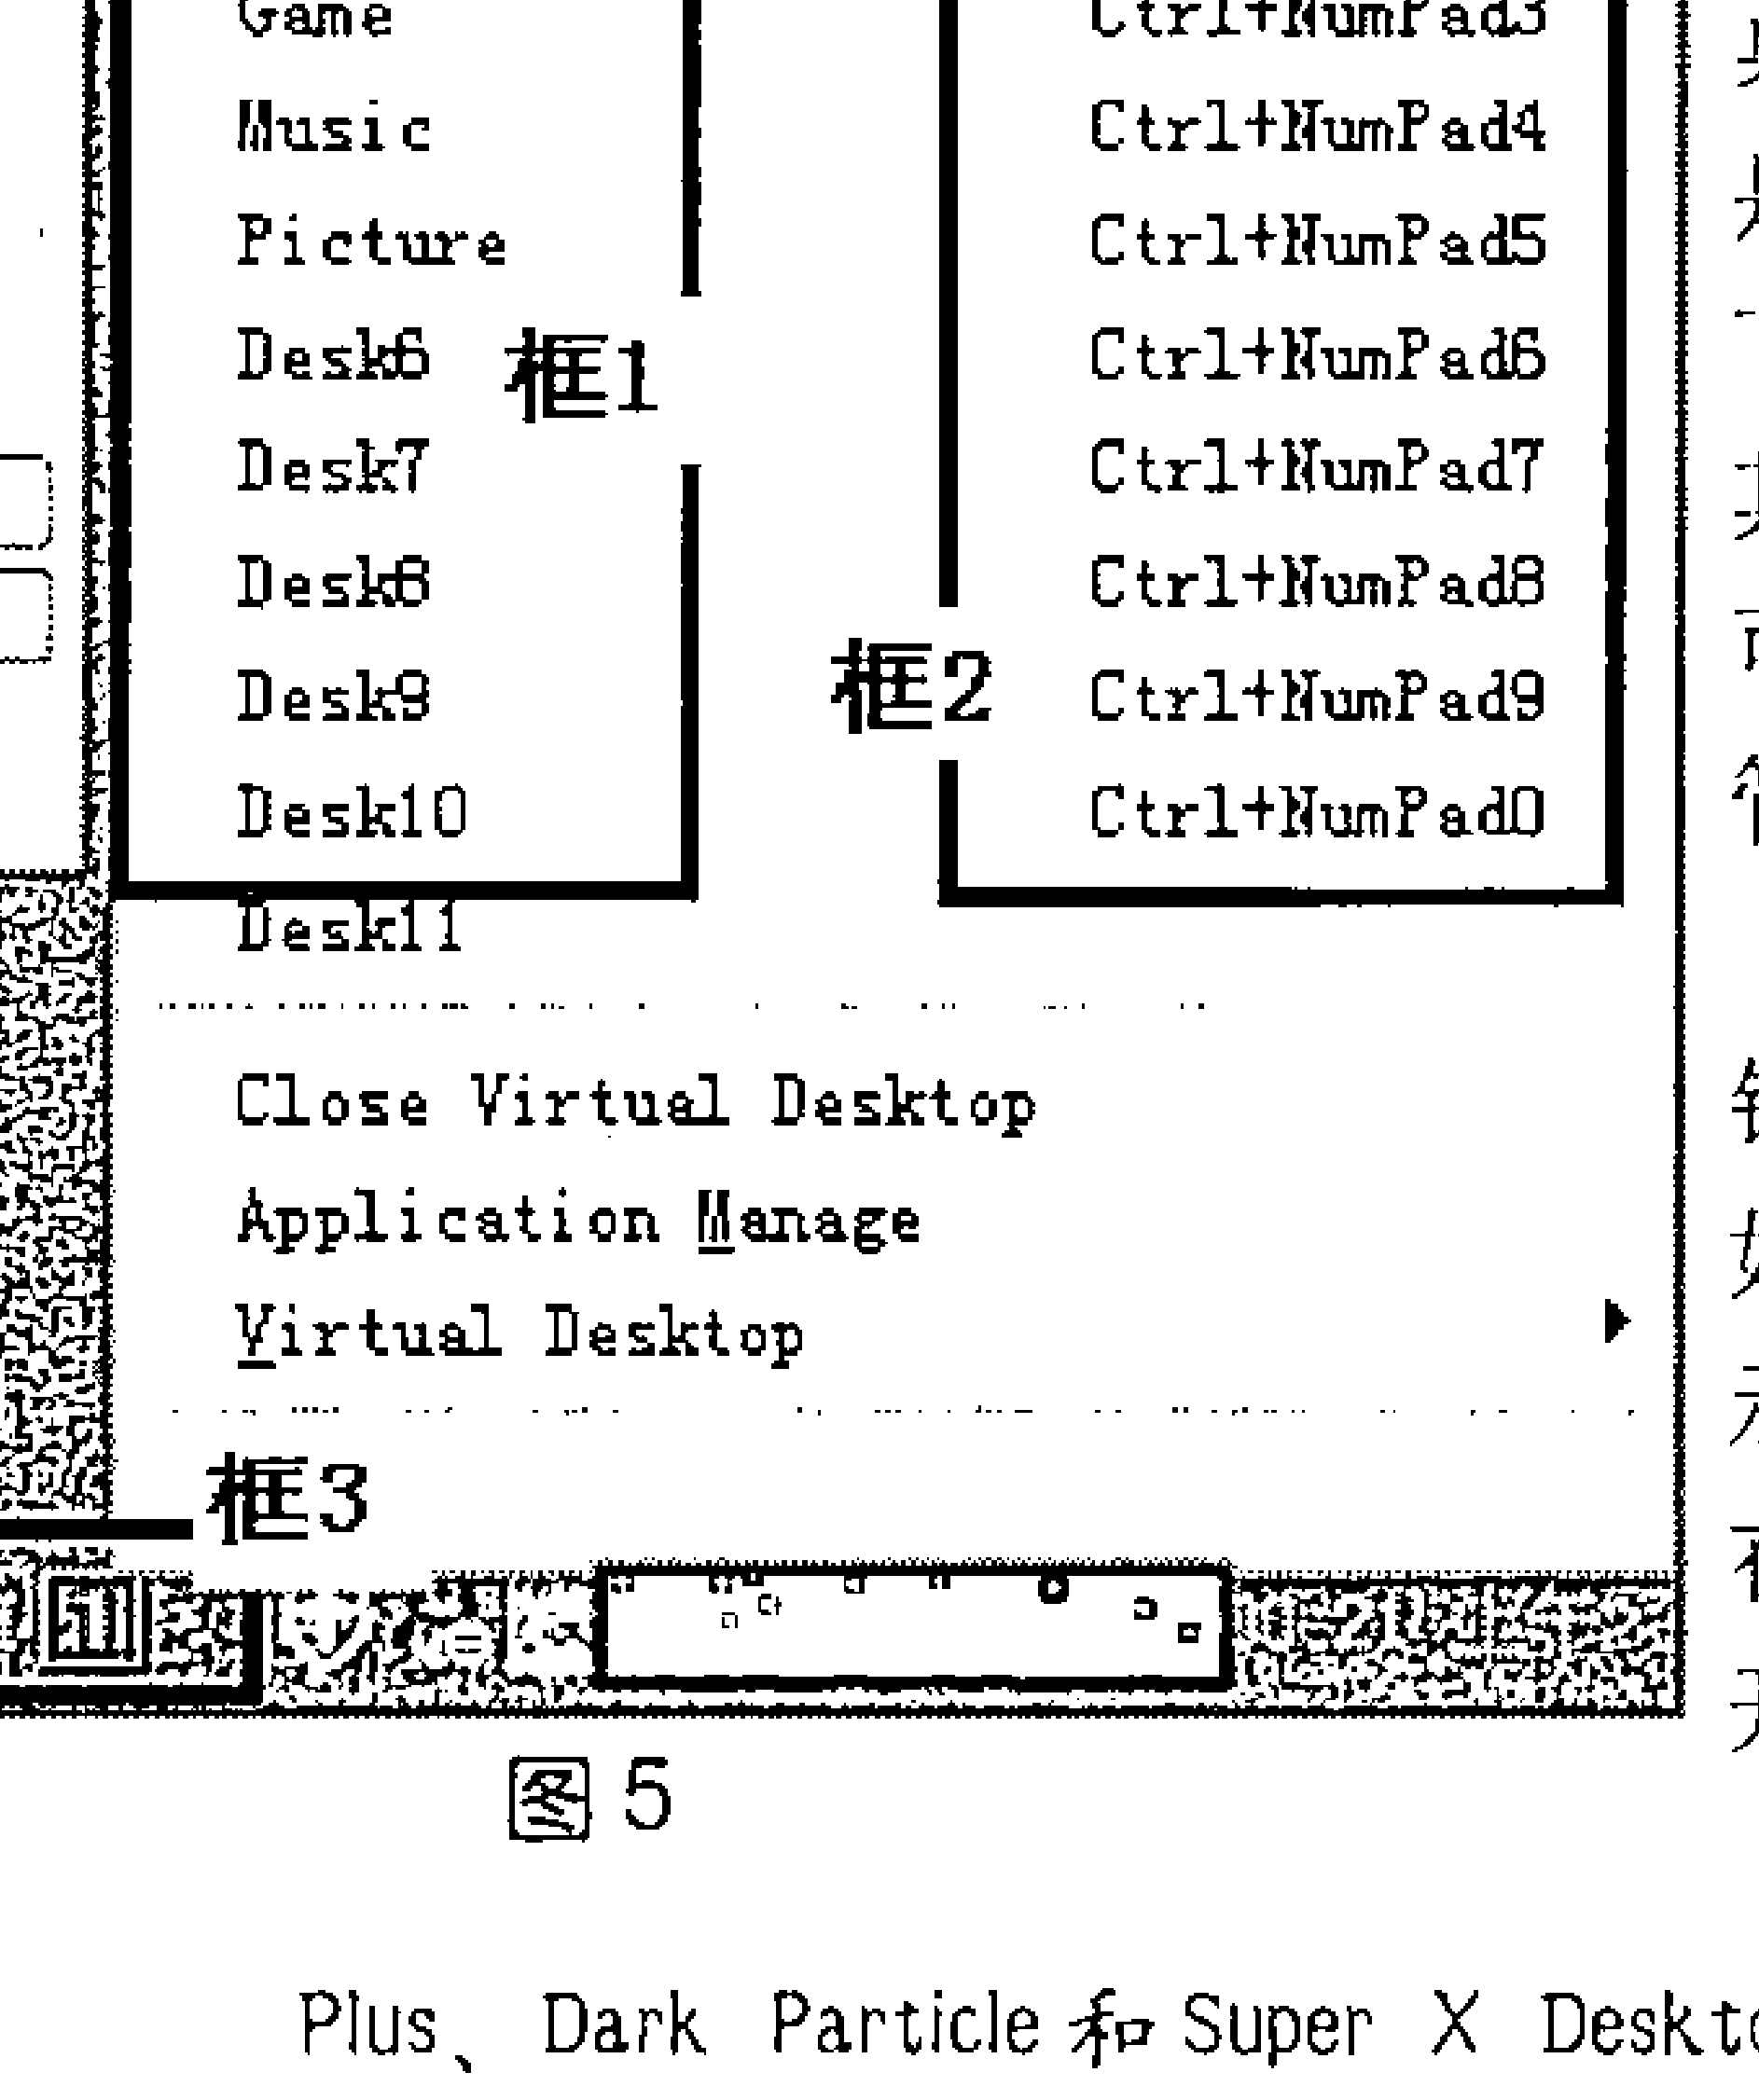 Game Ctrl+NumPad3
Music Ctrl+NumPad4
Picture Ctrl+NumPad5
Desk6 框1 Ctrl+NumPad6
Desk7 Ctrl+NumPad7
Desk8 Ctrl+NumPad8
Desk9 框2 Ctrl+NumPad9
Desk10 Ctrl+NumPad0
Desk11
Close Virtual Desktop
Application Manage
Virtual Desktop
框3
图 5
Plus、Dark Particle 和 Super X Deskto